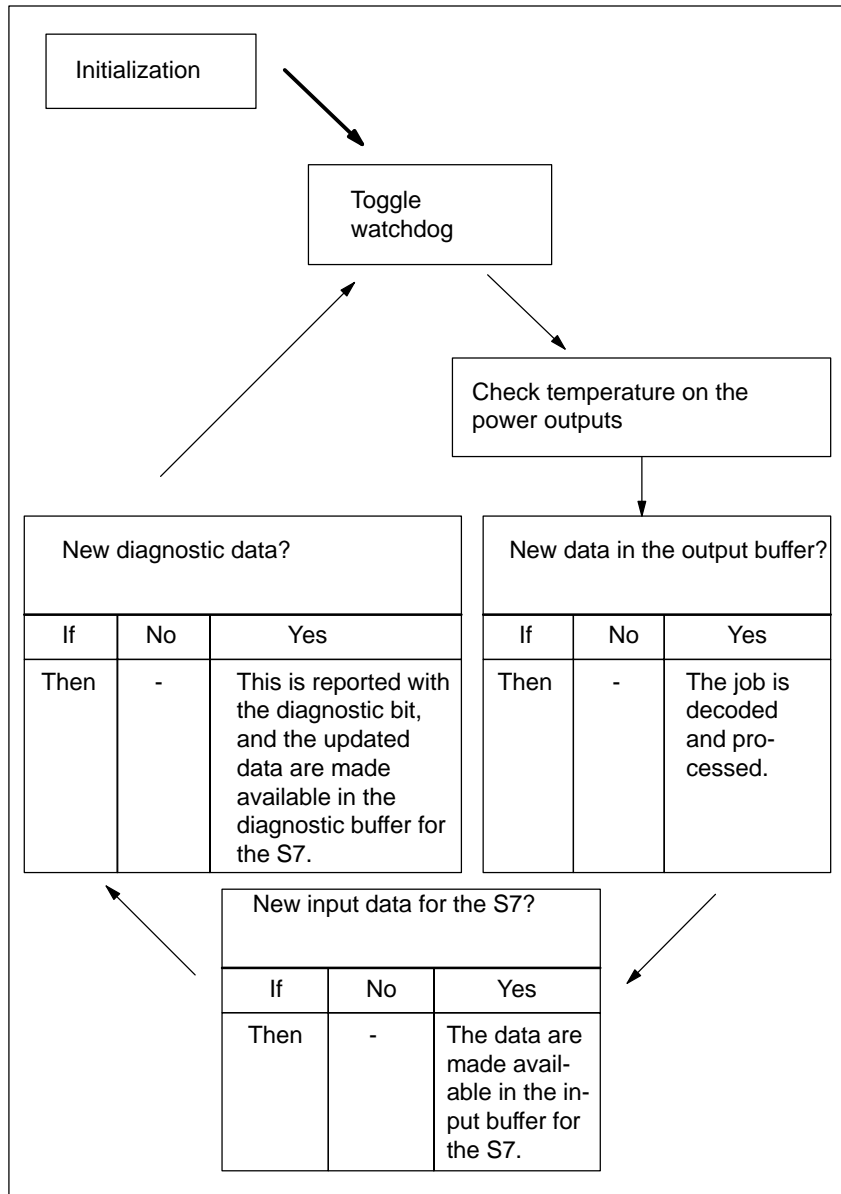 Initialization
Toggle
watchdog
Check temperature on the
power outputs
New diagnostic data?
If No Yes
Then - This is reported with
the diagnostic bit,
and the updated
data are made
available in the
diagnostic buffer for
the S7.
New data in the output buffer?
If No Yes
Then - The job is
decoded
and pro-
cessed.
New input data for the S7?
If No Yes
Then - The data are
made avail-
able in the in-
put buffer for
the S7.